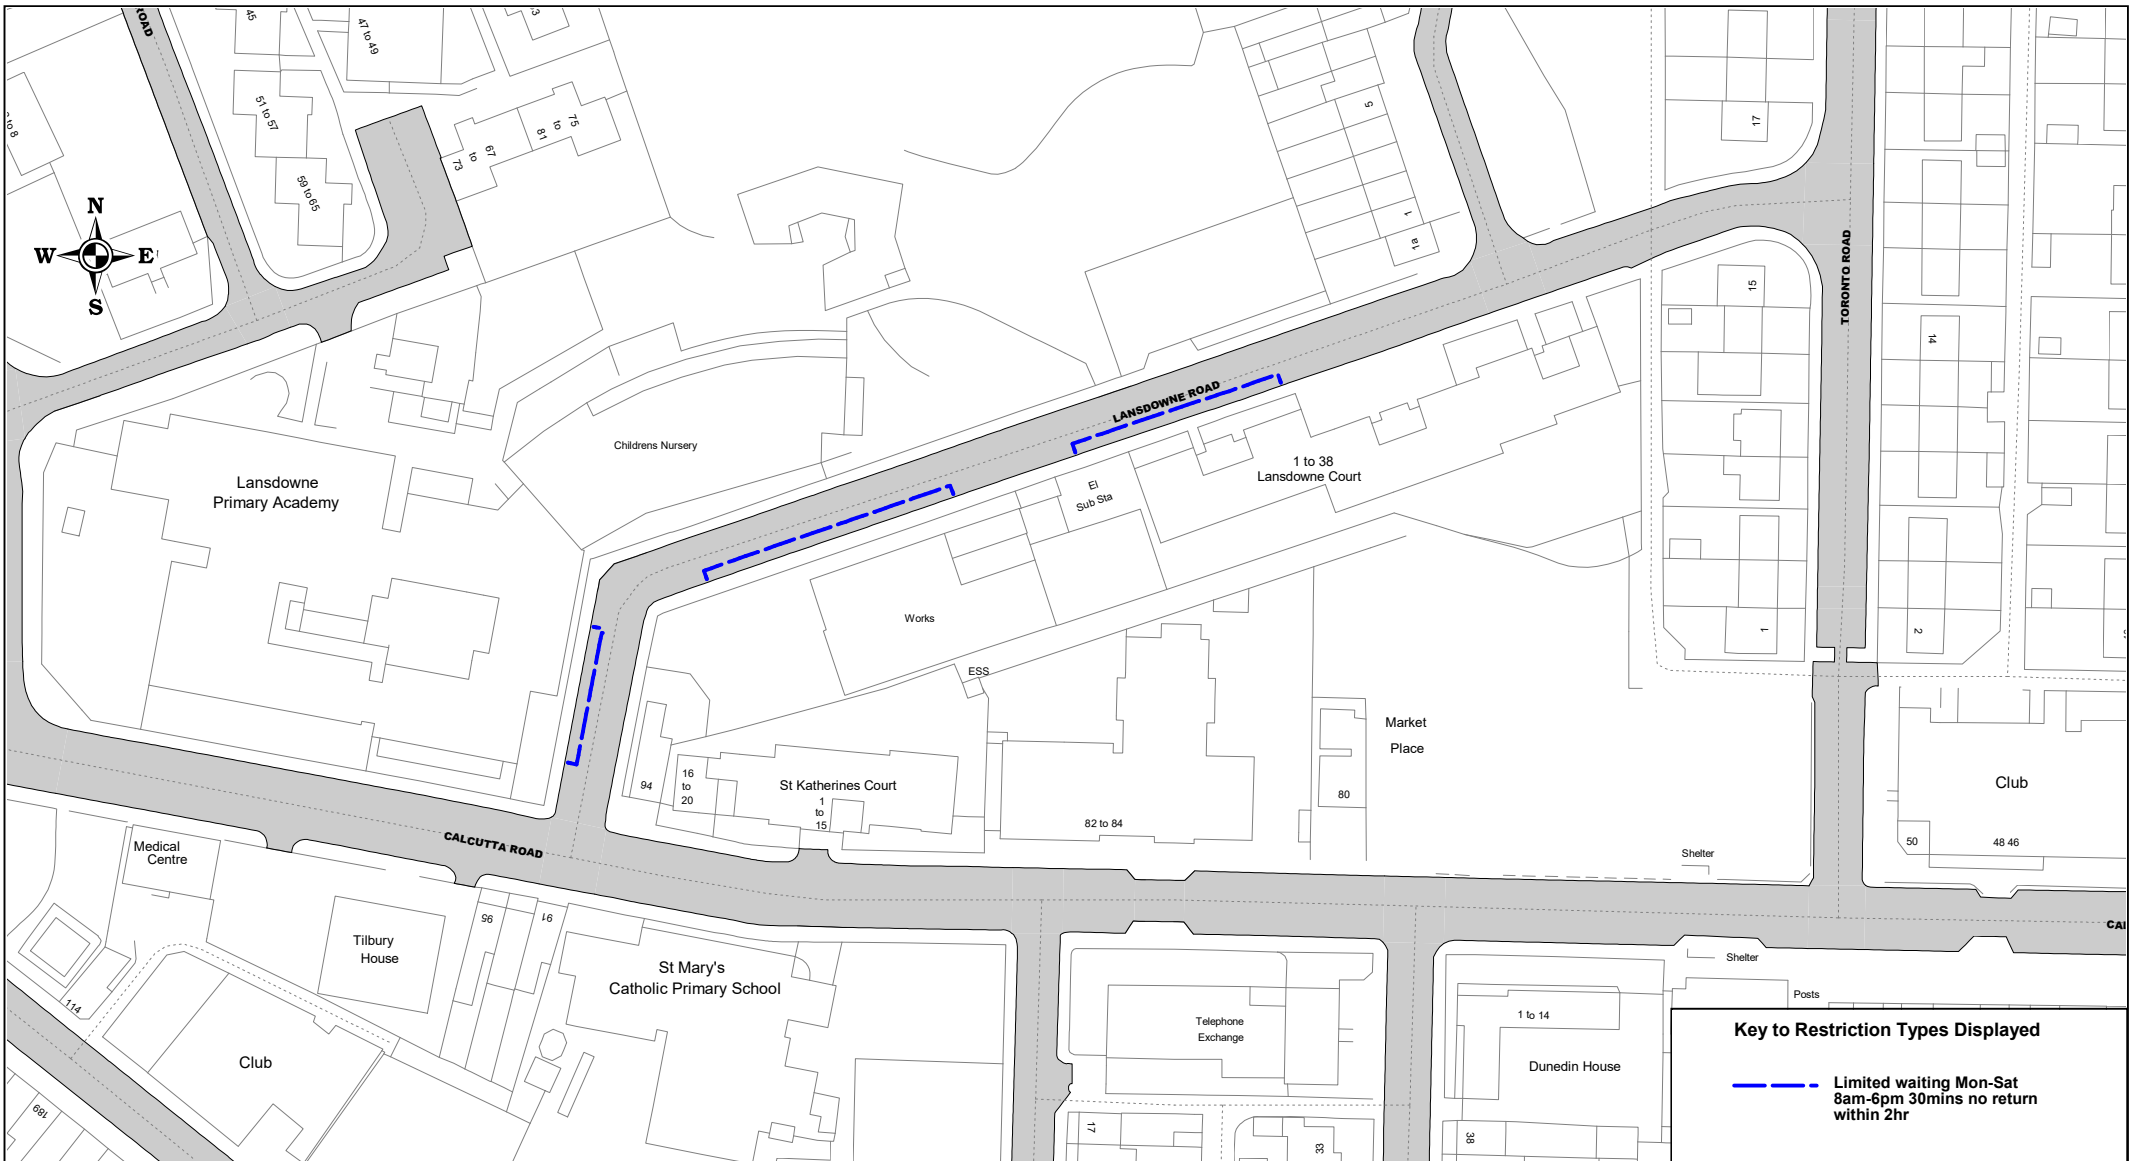 ROAD
45
47 to 49
51 to 57
59 to 65
75
to
81
67
to
73
N
W
E
S
5
1
1a
17
15
TORONTO ROAD
14
LANSDOWNE ROAD
Childrens Nursery
Lansdowne
Primary Academy
1 to 38
Lansdowne Court
El
Sub Sta
Works
ESS
1
2
Market
Place
94
16
to
20
St Katherines Court
1
to
15
82 to 84
80
Club
50
48 46
Shelter
Medical
Centre
CALCUTTA ROAD
95
91
Tilbury
House
St Mary's
Catholic Primary School
114
Club
189
Telephone
Exchange
Shelter
Posts
1 to 14
Dunedin House
17
33
38
Key to Restriction Types Displayed
Limited waiting Mon-Sat
8am-6pm 30mins no return
within 2hr